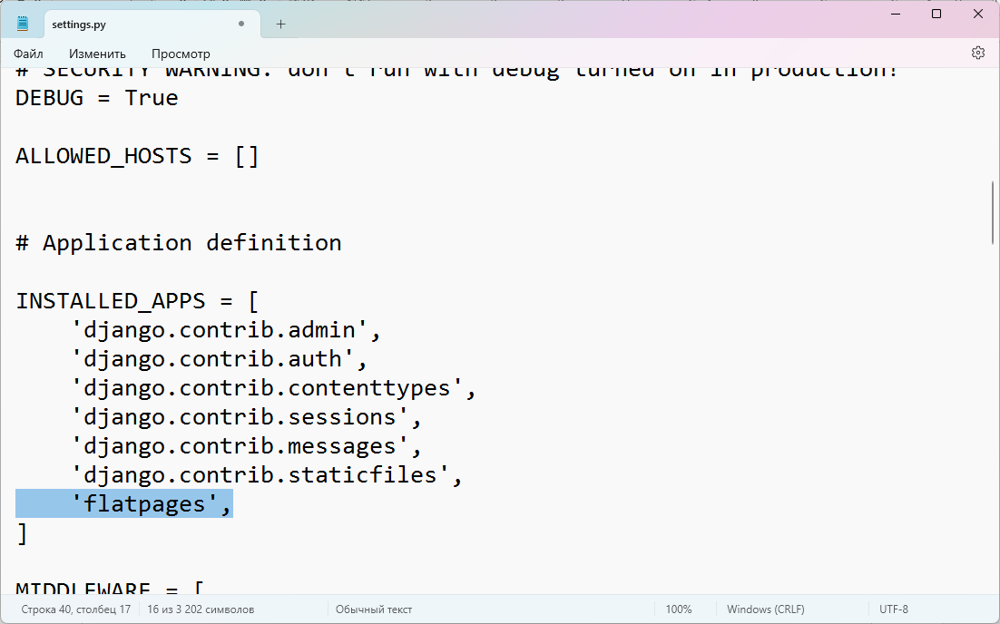 settings.py
Файл Изменить Просмотр
# SECURITY WARNING: don't run with debug turned on in production!
DEBUG = True
ALLOWED_HOSTS = []
# Application definition
INSTALLED_APPS = [
    'django.contrib.admin',
    'django.contrib.auth',
    'django.contrib.contenttypes',
    'django.contrib.sessions',
    'django.contrib.messages',
    'django.contrib.staticfiles',
    'flatpages',
]
MIDDLEWARE = [
Строка 40, столбец 17 16 из 3 202 символы Обычный текст 100% Windows (CRLF) UTF-8